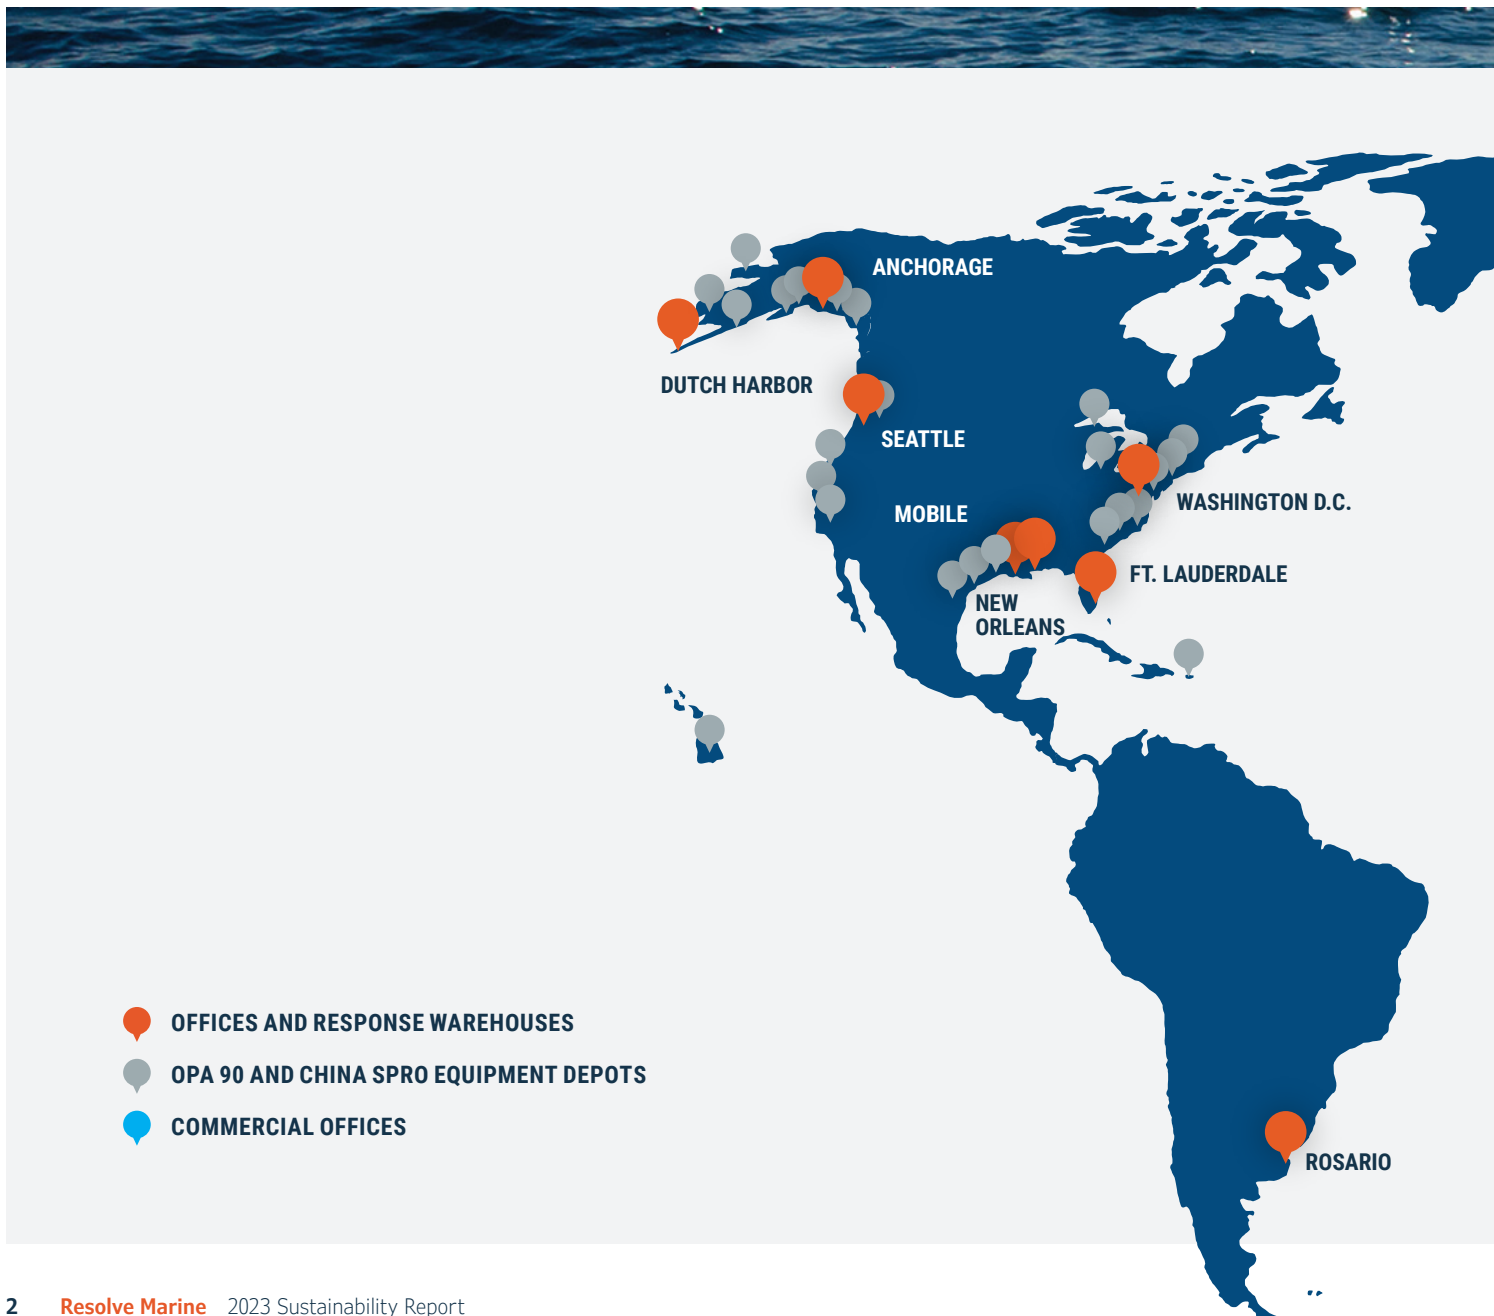 ANCHORAGE
DUTCH HARBOR
SEATTLE
MOBILE
WASHINGTON D.C.
FT. LAUDERDALE
NEW
ORLEANS
OFFICES AND RESPONSE WAREHOUSES
OPA 90 AND CHINA SPRO EQUIPMENT DEPOTS
COMMERCIAL OFFICES
ROSARIO
2 Resolve Marine 2023 Sustainability Report